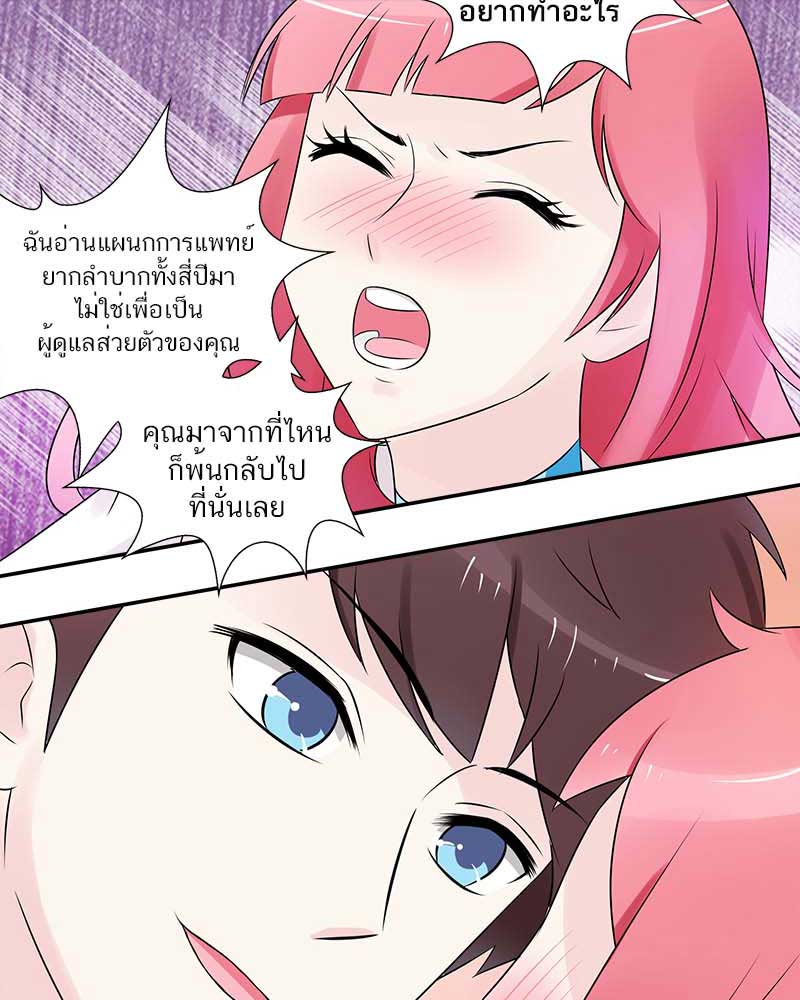 อยากทำอะไร
ฉันอ่านแผนกการแพทย์
ยากลำบากทั้งสี่ปีมา
ไม่ใช่เพื่อเป็น
ผู้ดูแลส่วยตัวของคุณ
คุณมาจากที่ไหน
ก็พ้นกลับไป
ที่นั่นเลย